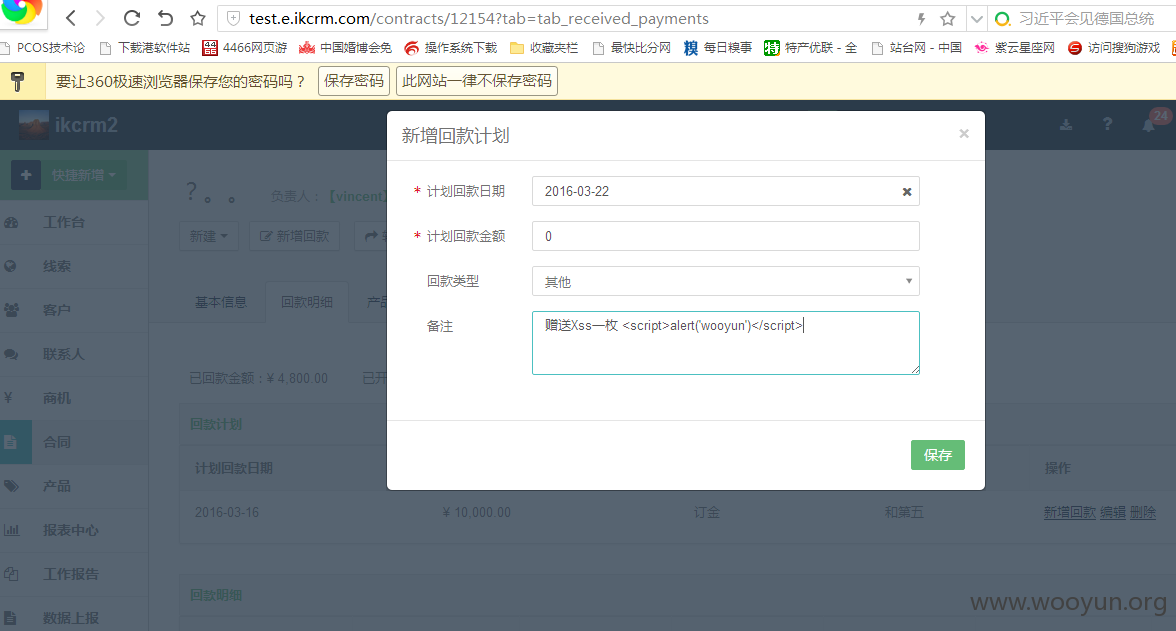 test.e.ikcrm.com/contracts/12154?tab=tab_received_payments
习近平会见德国总统
PCOS技术论 下载港软件站 4466网页游 中国婚博会免 操作系统下载 收藏夹栏 最快比分网 每日糗事 特产优联 - 全 站台网 - 中国 紫云星座网 访问搜狗游戏
要让360极速浏览器保存您的密码吗？ 保存密码 此网站一律不保存密码
ikcrm2
24
快捷新增
工作台
线索
客户
联系人
商机
合同
产品
报表中心
工作报告
数据上报
？。。 负责人：【vincent】
新建 新增回款
基本信息 回款明细
已回款金额：¥ 4,800.00 已开
回款计划
计划回款日期 操作
2016-03-16 ¥ 10,000.00 订金 和第五 新增回款 编辑 删除
回款明细
新增回款计划 ×
* 计划回款日期 2016-03-22
* 计划回款金额 0
回款类型 其他
备注 赠送Xss一枚 <script>alert('wooyun')</script>
保存
www.wooyun.org